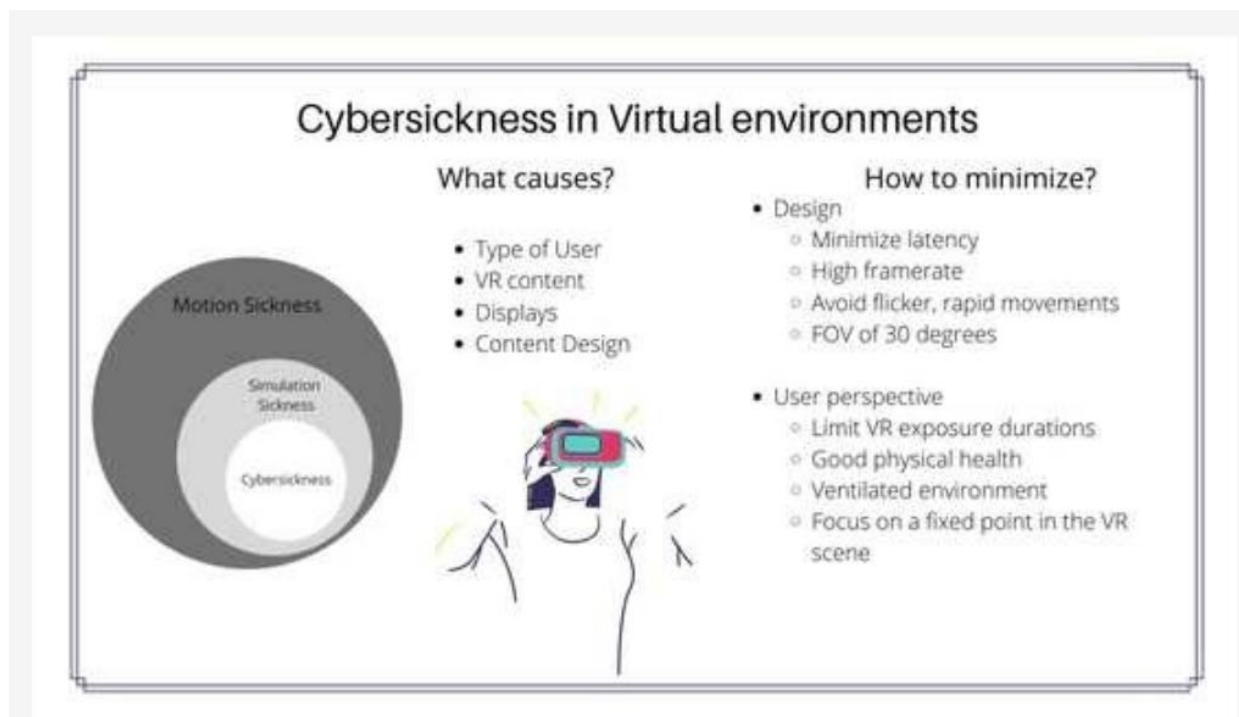 Cybersickness in Virtual environments
Motion Sickness
Simulation
Sickness
Cybersickness
What causes?
• Type of User
• VR content
• Displays
• Content Design
How to minimize?
• Design
○ Minimize latency
○ High framerate
○ Avoid flicker, rapid movements
○ FOV of 30 degrees
• User perspective
○ Limit VR exposure durations
○ Good physical health
○ Ventilated environment
○ Focus on a fixed point in the VR
scene